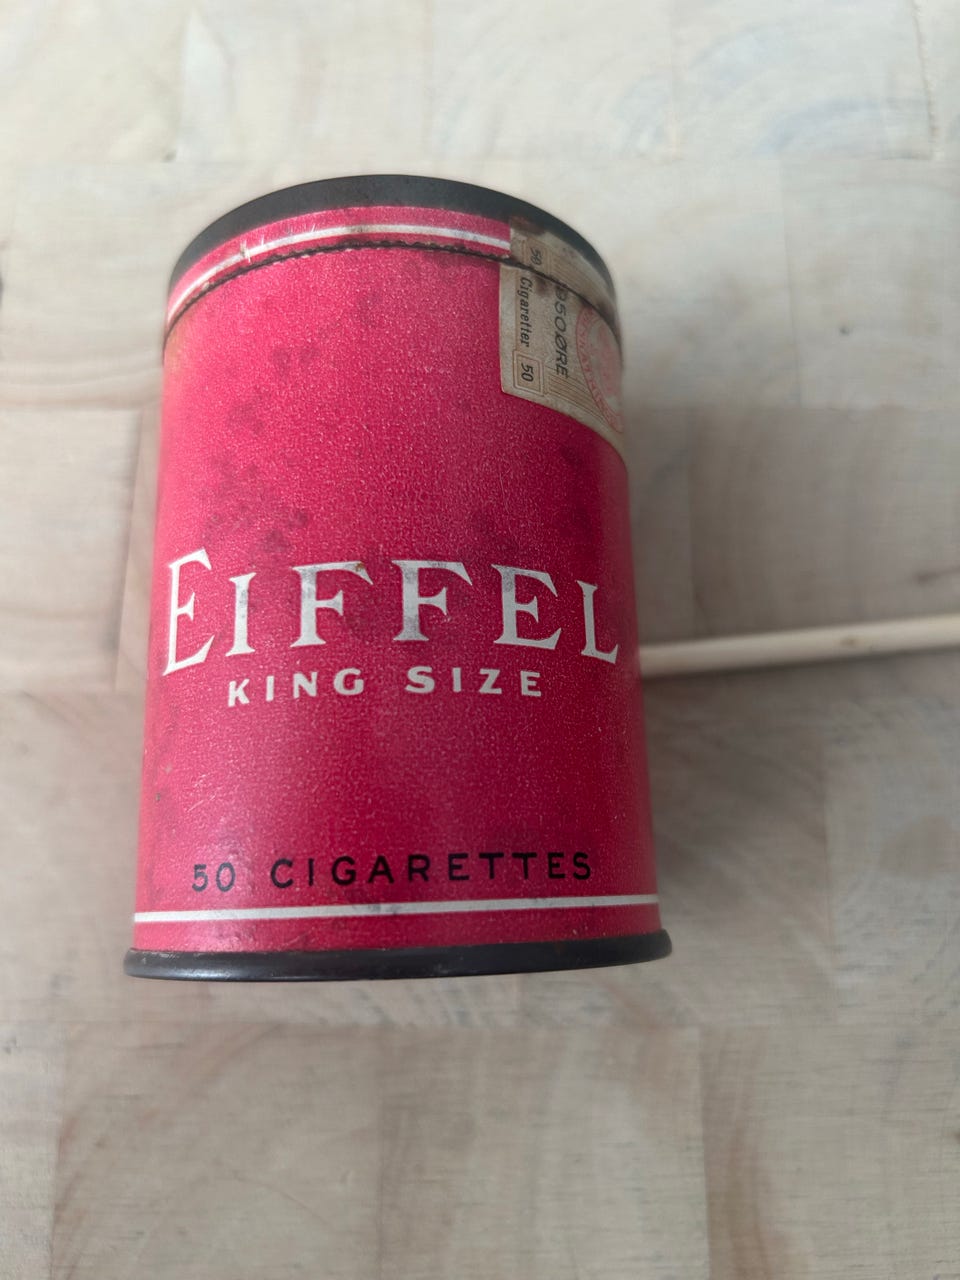 50 Cigaretter 50
EIFFEL
KING SIZE
50 CIGARETTES